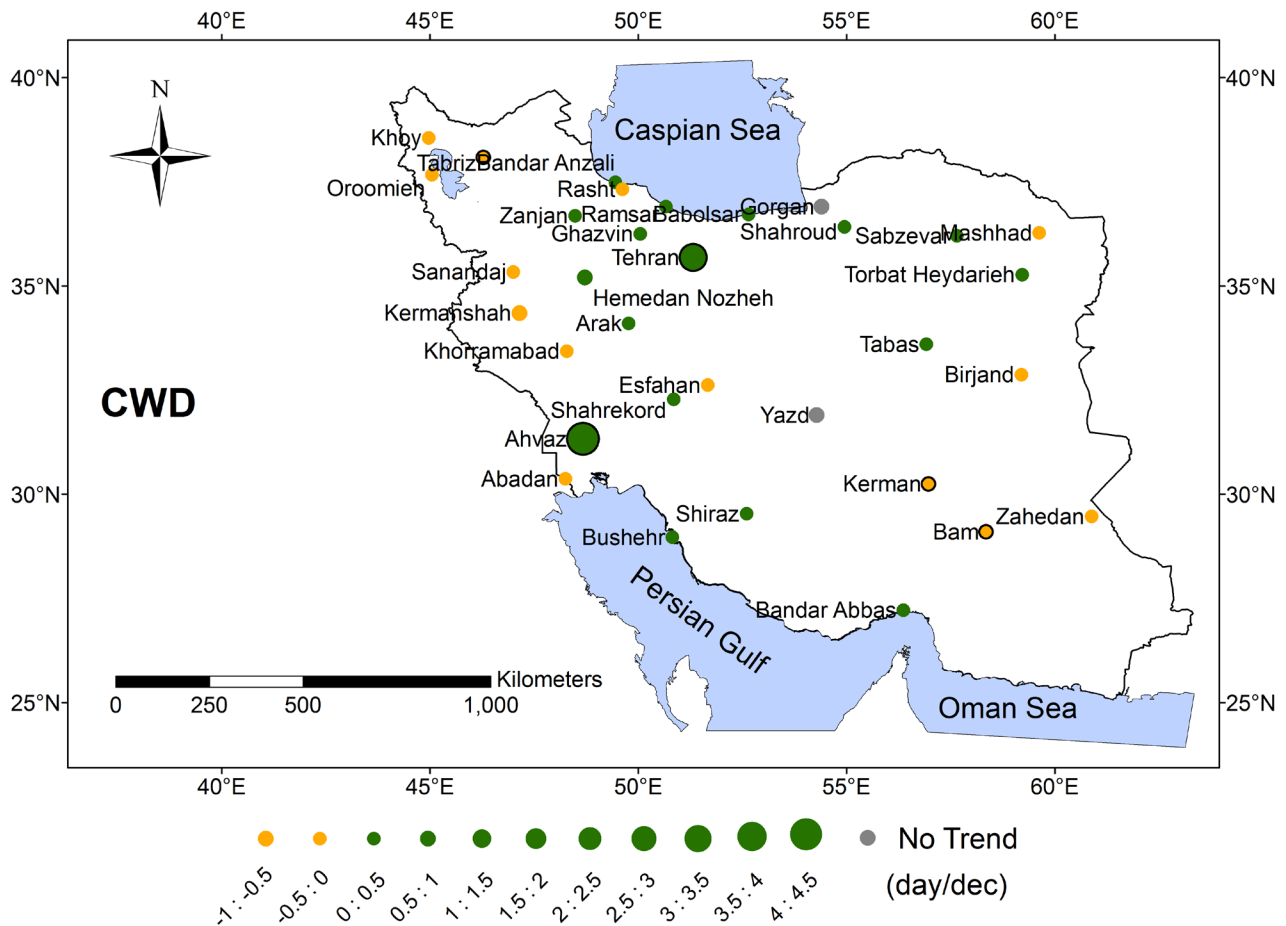 40°E 45°E 50°E 55°E 60°E
40°N 40°N
N
Caspian Sea
Khoy
Tabriz Bandar Anzali
Oroomieh
Rasht
Zanjan Ramsar Babolsar Gorgan
Ghazvin
Shahroud Sabzevar Mashhad
Tehran
Sanandaj
Torbat Heydarieh
35°N 35°N
Hemedan Nozheh
Kermanshah
Arak
Khorramabad
Tabas
Birjand
Esfahan
CWD
Shahrekord
Yazd
Ahvaz
Abadan
Kerman
30°N 30°N
Shiraz
Zahedan
Bam
Bushehr
Persian Gulf
Bandar Abbas
Kilometers
0 250 500 1,000
25°N 25°N
Oman Sea
40°E 45°E 50°E 55°E 60°E
No Trend
(day/dec)
-1 : -0.5
-0.5 : 0
0 : 0.5
0.5 : 1
1 : 1.5
1.5 : 2
2 : 2.5
2.5 : 3
3 : 3.5
3.5 : 4
4 : 4.5